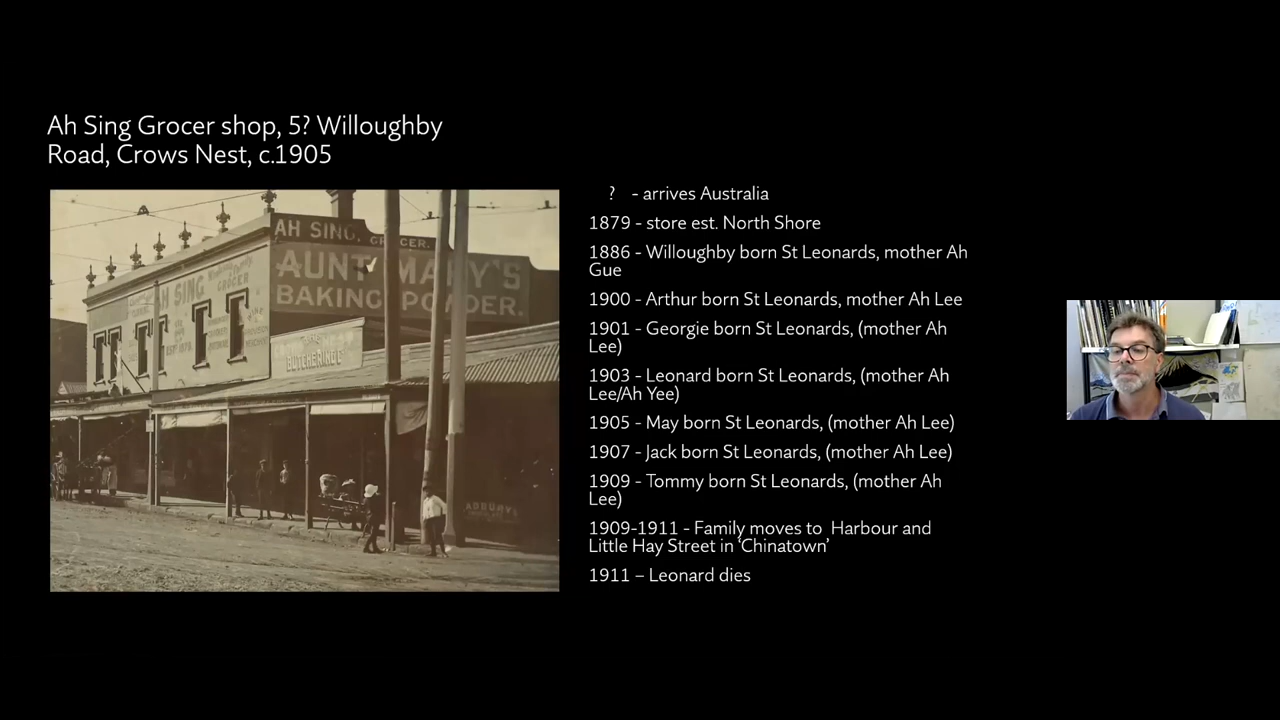 Ah Sing Grocer shop, 5? Willoughby
Road, Crows Nest, c.1905
AH SING, GROCER.
AUNT MARY'S
BAKING POWDER.
AH SING
GROCER
BUTCHERING
? - arrives Australia
1879 - store est. North Shore
1886 - Willoughby born St Leonards, mother Ah
Gue
1900 - Arthur born St Leonards, mother Ah Lee
1901 - Georgie born St Leonards, (mother Ah
Lee)
1903 - Leonard born St Leonards, (mother Ah
Lee/Ah Yee)
1905 - May born St Leonards, (mother Ah Lee)
1907 - Jack born St Leonards, (mother Ah Lee)
1909 - Tommy born St Leonards, (mother Ah
Lee)
1909-1911 - Family moves to Harbour and
Little Hay Street in 'Chinatown'
1911 – Leonard dies